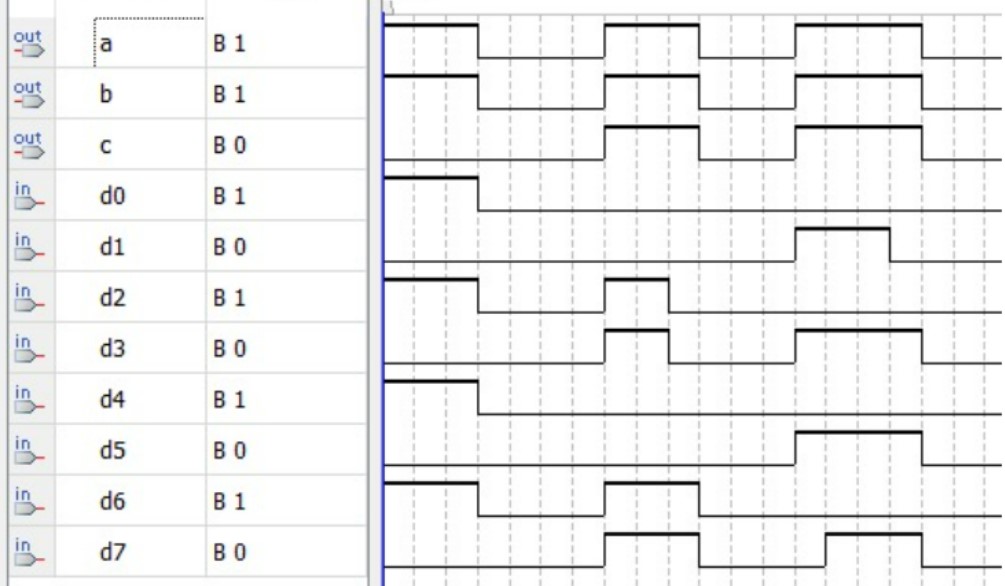 out a B 1
out b B 1
out c B 0
in d0 B 1
in d1 B 0
in d2 B 1
in d3 B 0
in d4 B 1
in d5 B 0
in d6 B 1
in d7 B 0